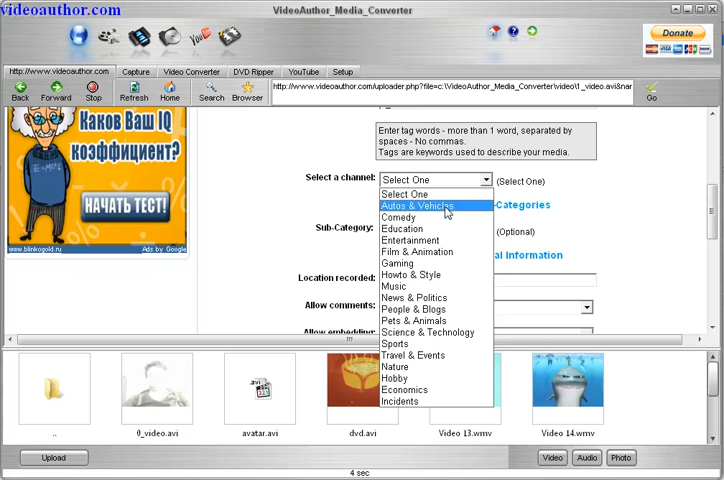 videoauthor.com
VideoAuthor_Media_Converter
You
Donate
VISA
http://www.videoauthor.com
Capture
Video Converter
DVD Ripper
YouTube
Setup
Back
Forward
Stop
Refresh
Home
Search
Browser
http://www.videoauthor.com/uploader.php?file=c:\VideoAuthor_Media_Converter\video\1_video.avi&nar
Go
Каков Ваш IQ
коэффициент?
НАЧАТЬ ТЕСТ!
www.blinkogold.ru
Ads by Google
Enter tag words - more than 1 word, separated by
spaces - No commas.
Tags are keywords used to describe your media.
Select a channel:
Select One
(Select One)
Select One
Autos & Vehicles
Comedy
Education
Entertainment
Film & Animation
Gaming
Howto & Style
Music
News & Politics
People & Blogs
Pets & Animals
Science & Technology
Sports
Travel & Events
Nature
Hobby
Economics
Incidents
-Categories
Sub-Category:
(Optional)
al Information
Location recorded:
Allow comments:
Allow embedding:
..
0_video.avi
.avi
avatar.avi
dvd.avi
Video 13.wmv
Video 14.wmv
Upload
Video
Audio
Photo
4 sec